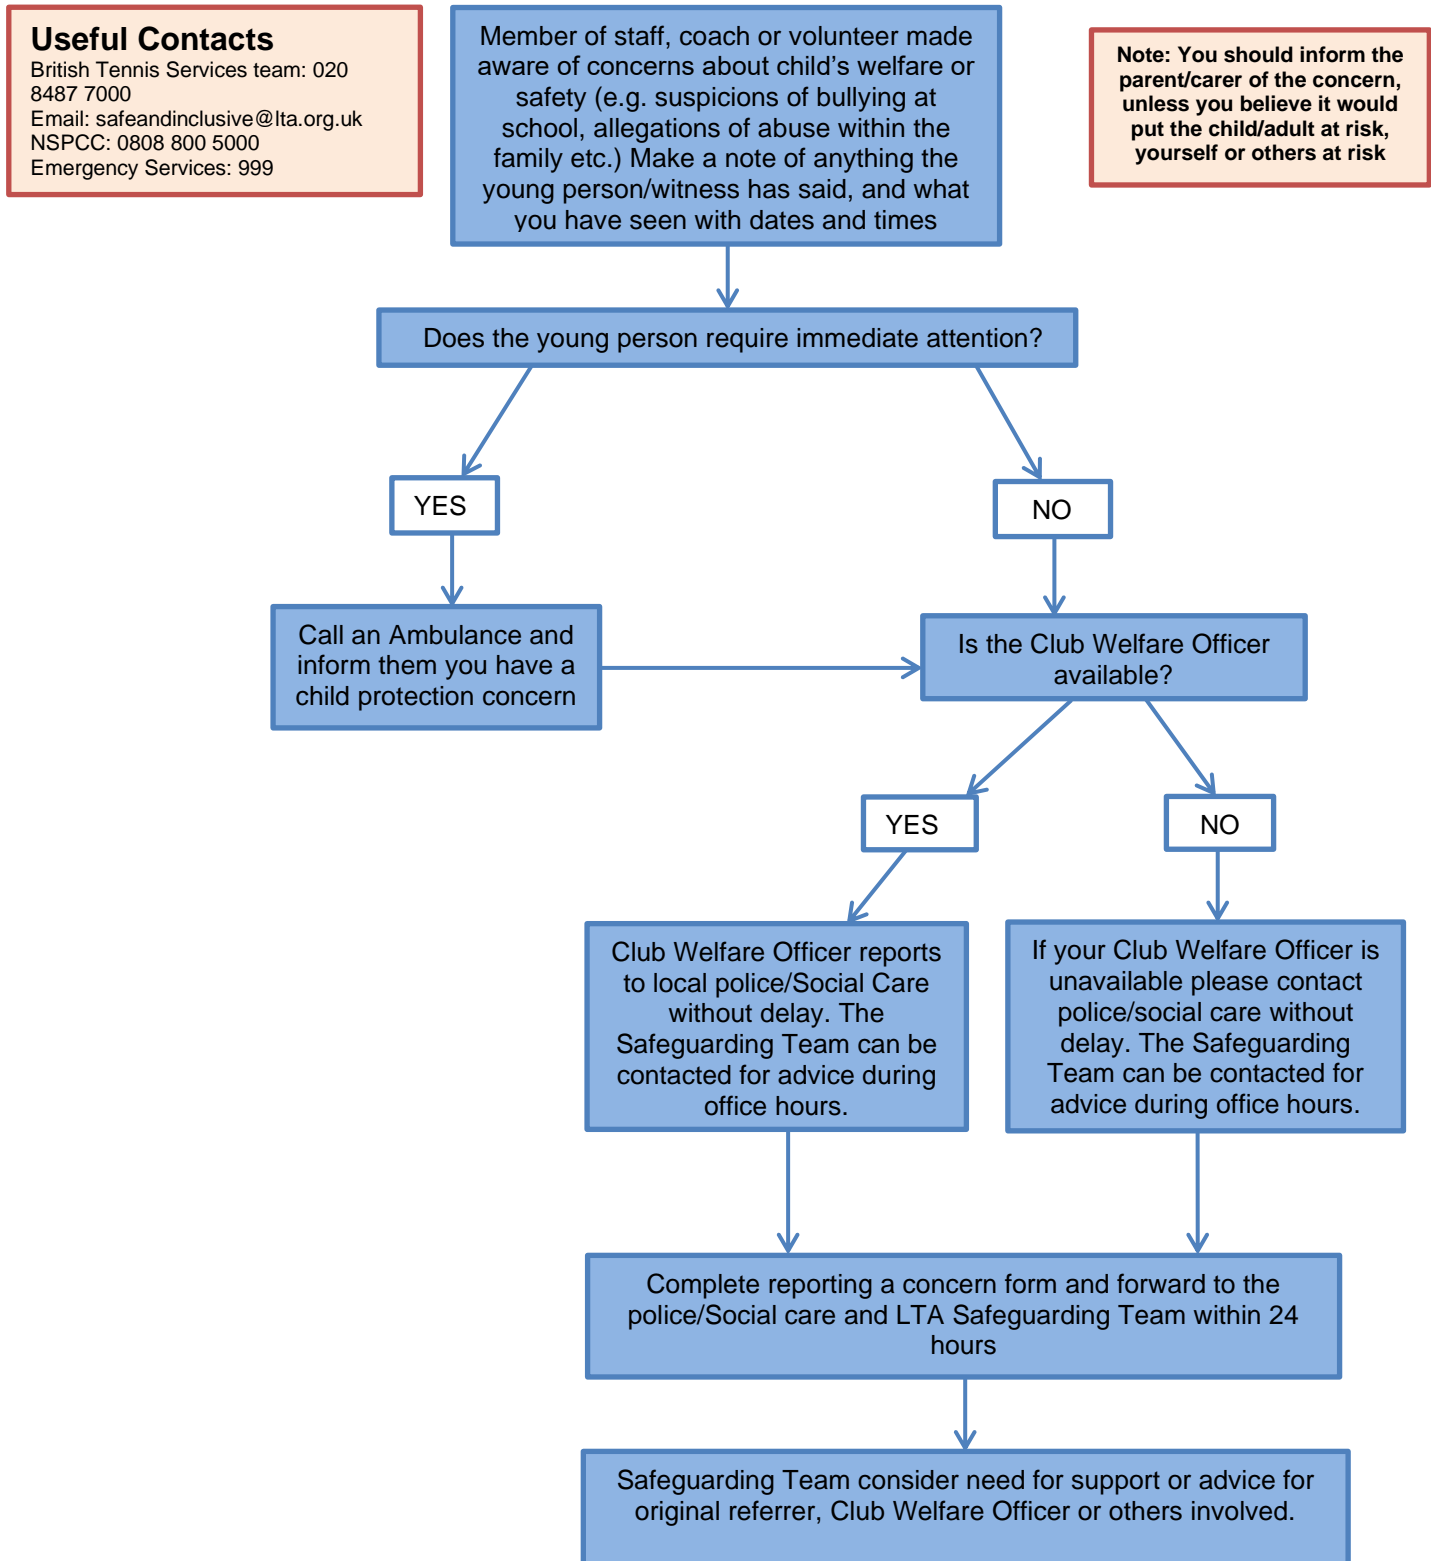 Useful Contacts
British Tennis Services team: 020
8487 7000
Email: safeandinclusive@lta.org.uk
NSPCC: 0808 800 5000
Emergency Services: 999
Member of staff, coach or volunteer made
aware of concerns about child's welfare or
safety (e.g. suspicions of bullying at
school, allegations of abuse within the
family etc.) Make a note of anything the
young person/witness has said, and what
you have seen with dates and times
Note: You should inform the
parent/carer of the concern,
unless you believe it would
put the child/adult at risk,
yourself or others at risk
Does the young person require immediate attention?
YES
NO
Call an Ambulance and
inform them you have a
child protection concern
Is the Club Welfare Officer
available?
YES
NO
Club Welfare Officer reports
to local police/Social Care
without delay. The
Safeguarding Team can be
contacted for advice during
office hours.
If your Club Welfare Officer is
unavailable please contact
police/social care without
delay. The Safeguarding
Team can be contacted for
advice during office hours.
Complete reporting a concern form and forward to the
police/Social care and LTA Safeguarding Team within 24
hours
Safeguarding Team consider need for support or advice for
original referrer, Club Welfare Officer or others involved.